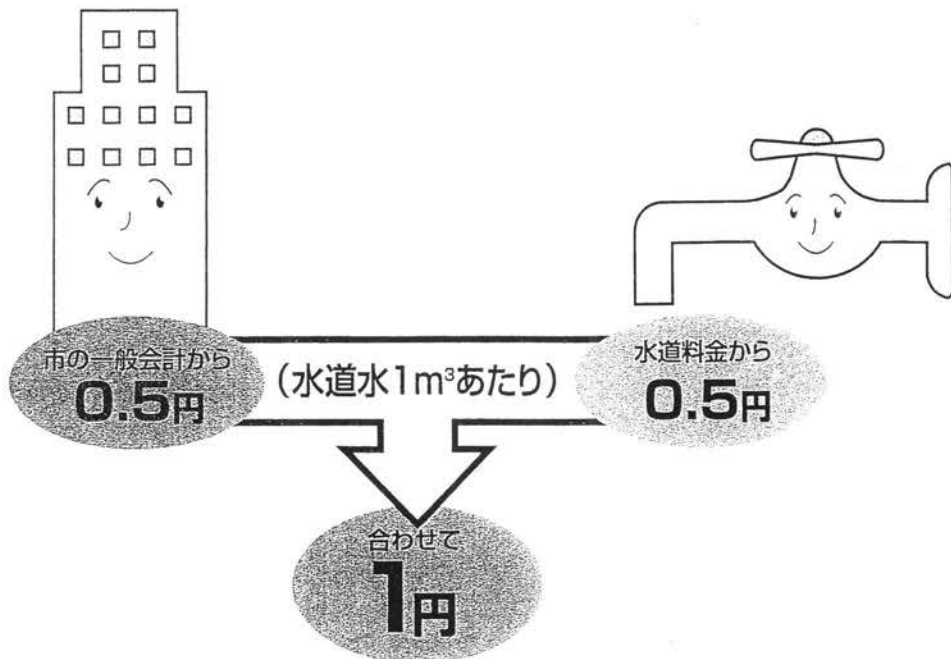 市の一般会計から
0.5円
(水道水1m³あたり)
水道料金から
0.5円
合わせて
1円